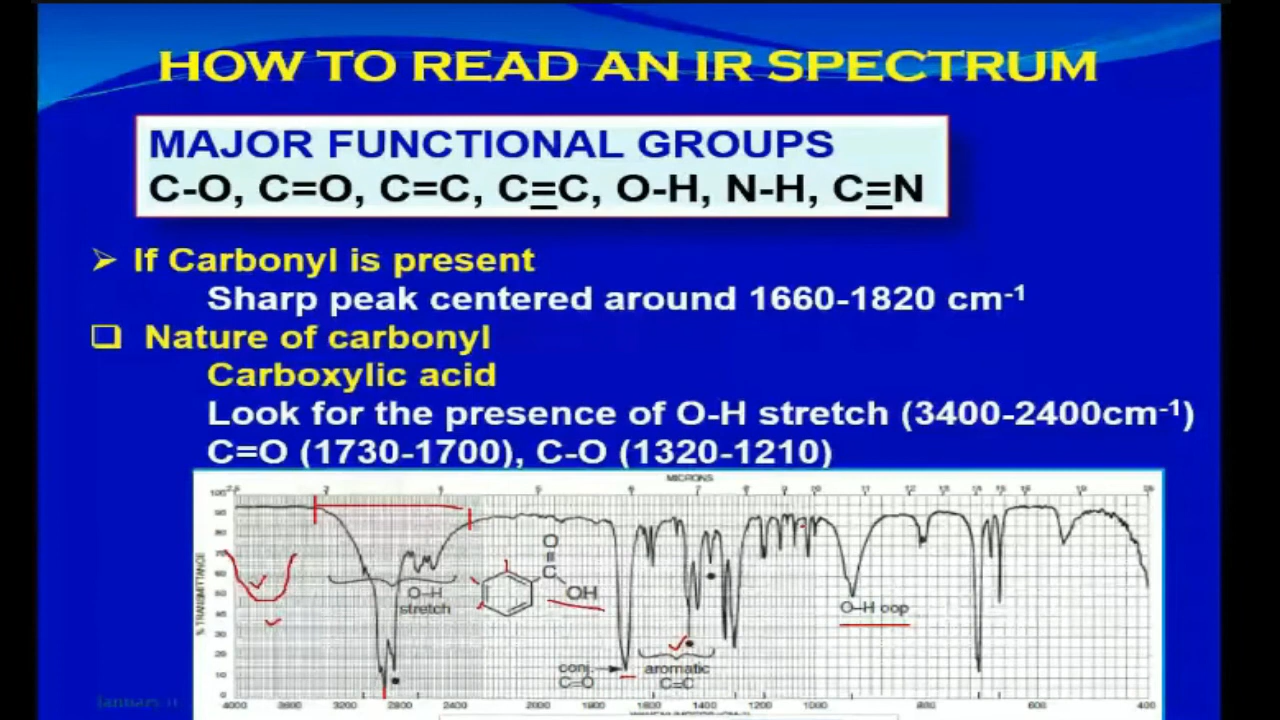 HOW TO READ AN IR SPECTRUM
MAJOR FUNCTIONAL GROUPS
C-O, C=O, C=C, C≡C, O-H, N-H, C≡N
➢ If Carbonyl is present
Sharp peak centered around 1660-1820 cm-1
❑ Nature of carbonyl
Carboxylic acid
Look for the presence of O-H stretch (3400-2400cm-1)
C=O (1730-1700), C-O (1320-1210)
MICRONS
% TRANSMITTANCE
O
C
OH
O-H
stretch
O-H oop
conj.
C=O
aromatic
C=C
4000 3600 3200 2800 2400 2000 1800 1600 1400 1200 1000 800 600 400